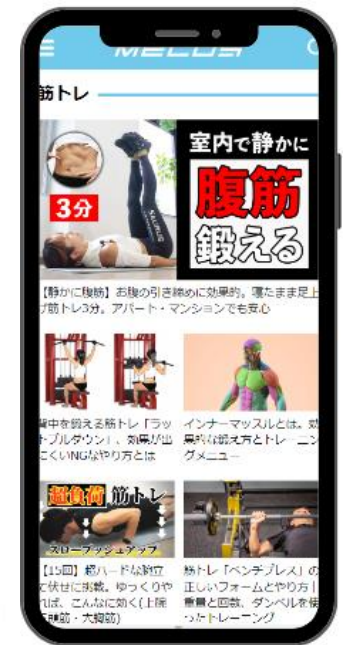 MELOS
筋トレ
室内で静かに
腹筋
鍛える
3分
SAURUS
【静かに腹筋】お腹の引き締めに効果的。寝たまま足上
げ筋トレ3分。アパート・マンションでも安心
背中を鍛える筋トレ「ラッ
トプルダウン」、効果が出
にくいNGなやり方とは
インナーマッスルとは。効
果的な鍛え方とトレーニン
グメニュー
超負荷 筋トレ
スロープッシュアップ
【15回】超ハードな腕立
て伏せに挑戦。ゆっくりや
れば、こんなに効く(上腕
三頭筋・大胸筋)
筋トレ「ベンチプレス」の
正しいフォームとやり方|
重量と回数、ダンベルを使
ったトレーニング